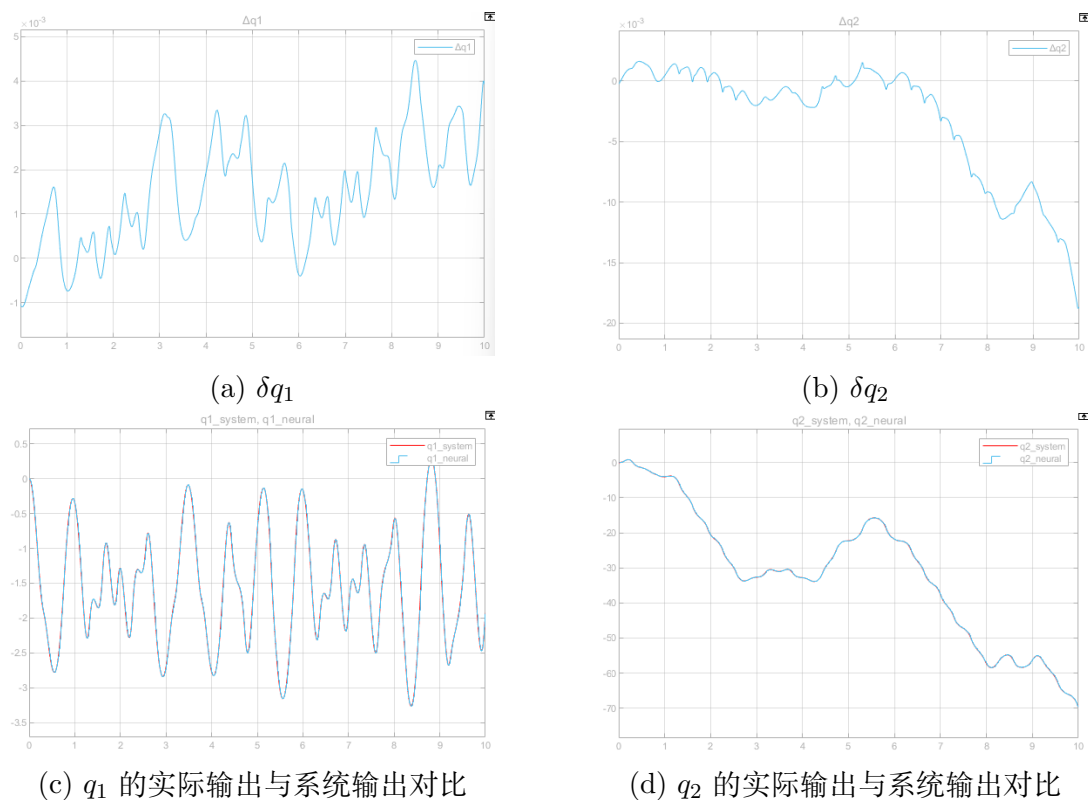 Δq1
×10⁻³
Δq1
5
4
3
2
1
0
-1
0 1 2 3 4 5 6 7 8 9 10
(a) δq₁
Δq2
×10⁻³
Δq2
0
-5
-10
-15
-20
0 1 2 3 4 5 6 7 8 9 10
(b) δq₂
q1_system, q1_neural
q1_system
q1_neural
0.5
0
-0.5
-1
-1.5
-2
-2.5
-3
-3.5
0 1 2 3 4 5 6 7 8 9 10
(c) q₁ 的实际输出与系统输出对比
q2_system, q2_neural
q2_system
q2_neural
0
-10
-20
-30
-40
-50
-60
-70
0 1 2 3 4 5 6 7 8 9 10
(d) q₂ 的实际输出与系统输出对比